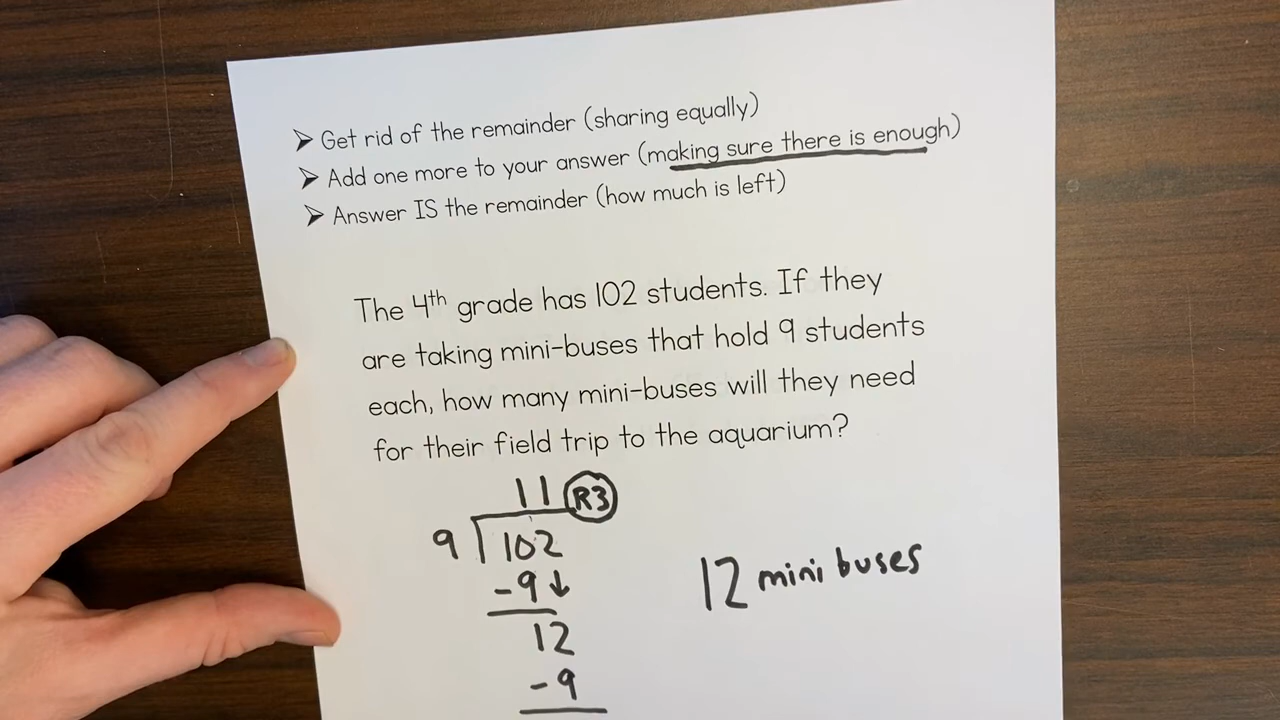 ➢ Get rid of the remainder (sharing equally)
➢ Add one more to your answer (making sure there is enough)
➢ Answer IS the remainder (how much is left)
The 4th grade has 102 students. If they
are taking mini-buses that hold 9 students
each, how many mini-buses will they need
for their field trip to the aquarium?
11 R3
9 102
-9↓
12
-9
12 mini buses